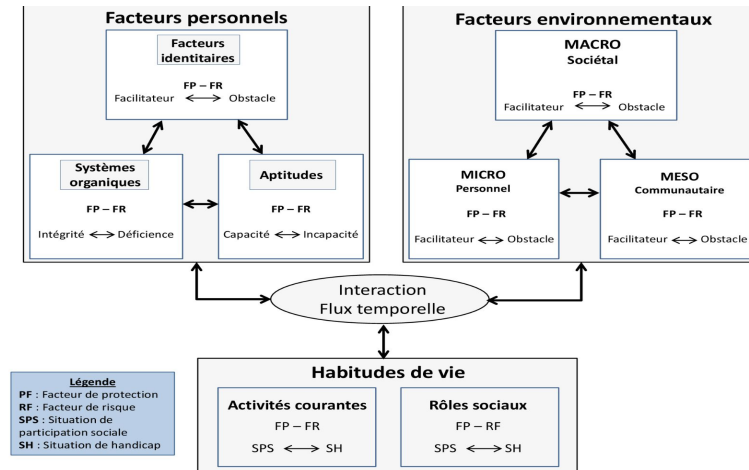 Facteurs personnels
Facteurs
identitaires
FP – FR
Facilitateur
Obstacle
Systèmes
organiques
FP – FR
Intégrité
Déficience
Aptitudes
FP – FR
Capacité
Incapacité
Facteurs environnementaux
MACRO
Sociétal
FP – FR
Facilitateur
Obstacle
MICRO
Personnel
FP – FR
Facilitateur
Obstacle
MESO
Communautaire
FP – FR
Facilitateur
Obstacle
Interaction
Flux temporelle
Habitudes de vie
Activités courantes
FP – FR
SPS
SH
Rôles sociaux
FP – RF
SPS
SH
Légende
PF : Facteur de protection
RF : Facteur de risque
SPS : Situation de
participation sociale
SH : Situation de handicap